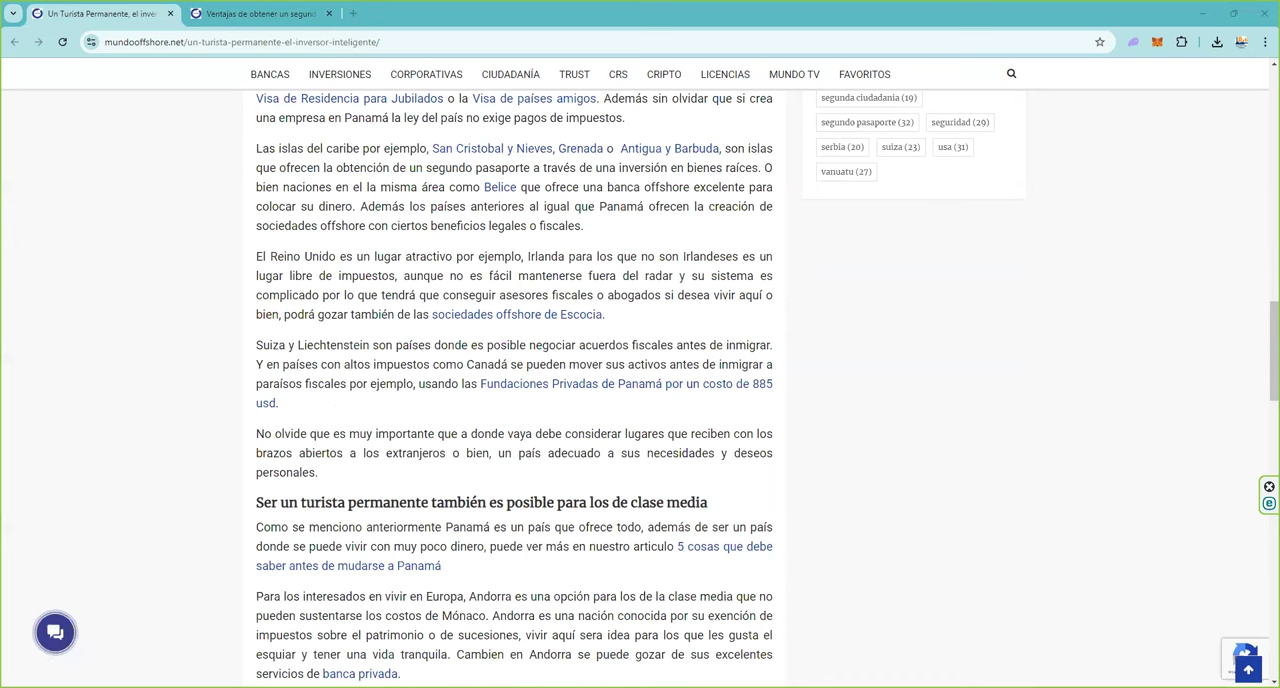 Un Turista Permanente, el inver
Ventajas de obtener un segund
mundooffshore.net/un-turista-permanente-el-inversor-inteligente/
BANCAS INVERSIONES CORPORATIVAS CIUDADANÍA TRUST CRS CRIPTO LICENCIAS MUNDO TV FAVORITOS
Visa de Residencia para Jubilados o la Visa de países amigos. Además sin olvidar que si crea
una empresa en Panamá la ley del país no exige pagos de impuestos.
Las islas del caribe por ejemplo, San Cristobal y Nieves, Grenada o Antigua y Barbuda, son islas
que ofrecen la obtención de un segundo pasaporte a través de una inversión en bienes raíces. O
bien naciones en el la misma área como Belice que ofrece una banca offshore excelente para
colocar su dinero. Además los países anteriores al igual que Panamá ofrecen la creación de
sociedades offshore con ciertos beneficios legales o fiscales.
El Reino Unido es un lugar atractivo por ejemplo, Irlanda para los que no son Irlandeses es un
lugar libre de impuestos, aunque no es fácil mantenerse fuera del radar y su sistema es
complicado por lo que tendrá que conseguir asesores fiscales o abogados si desea vivir aquí o
bien, podrá gozar también de las sociedades offshore de Escocia.
Suiza y Liechtenstein son países donde es posible negociar acuerdos fiscales antes de inmigrar.
Y en países con altos impuestos como Canadá se pueden mover sus activos antes de inmigrar a
paraísos fiscales por ejemplo, usando las Fundaciones Privadas de Panamá por un costo de 885
usd.
No olvide que es muy importante que a donde vaya debe considerar lugares que reciben con los
brazos abiertos a los extranjeros o bien, un país adecuado a sus necesidades y deseos
personales.
Ser un turista permanente también es posible para los de clase media
Como se menciono anteriormente Panamá es un país que ofrece todo, además de ser un país
donde se puede vivir con muy poco dinero, puede ver más en nuestro articulo 5 cosas que debe
saber antes de mudarse a Panamá
Para los interesados en vivir en Europa, Andorra es una opción para los de la clase media que no
pueden sustentarse los costos de Mónaco. Andorra es una nación conocida por su exención de
impuestos sobre el patrimonio o de sucesiones, vivir aquí sera idea para los que les gusta el
esquiar y tener una vida tranquila. Cambien en Andorra se puede gozar de sus excelentes
servicios de banca privada.
segunda ciudadania (19)
segundo pasaporte (32) seguridad (29)
serbia (20) suiza (23) usa (31)
vanuatu (27)